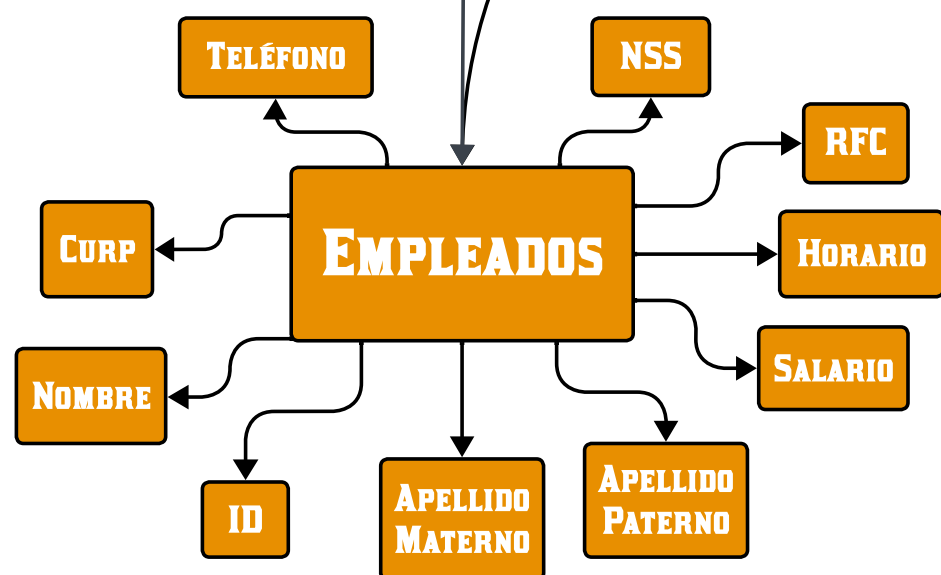 Teléfono
NSS
RFC
Curp
Empleados
Horario
Salario
Nombre
ID
Apellido
Materno
Apellido
Paterno